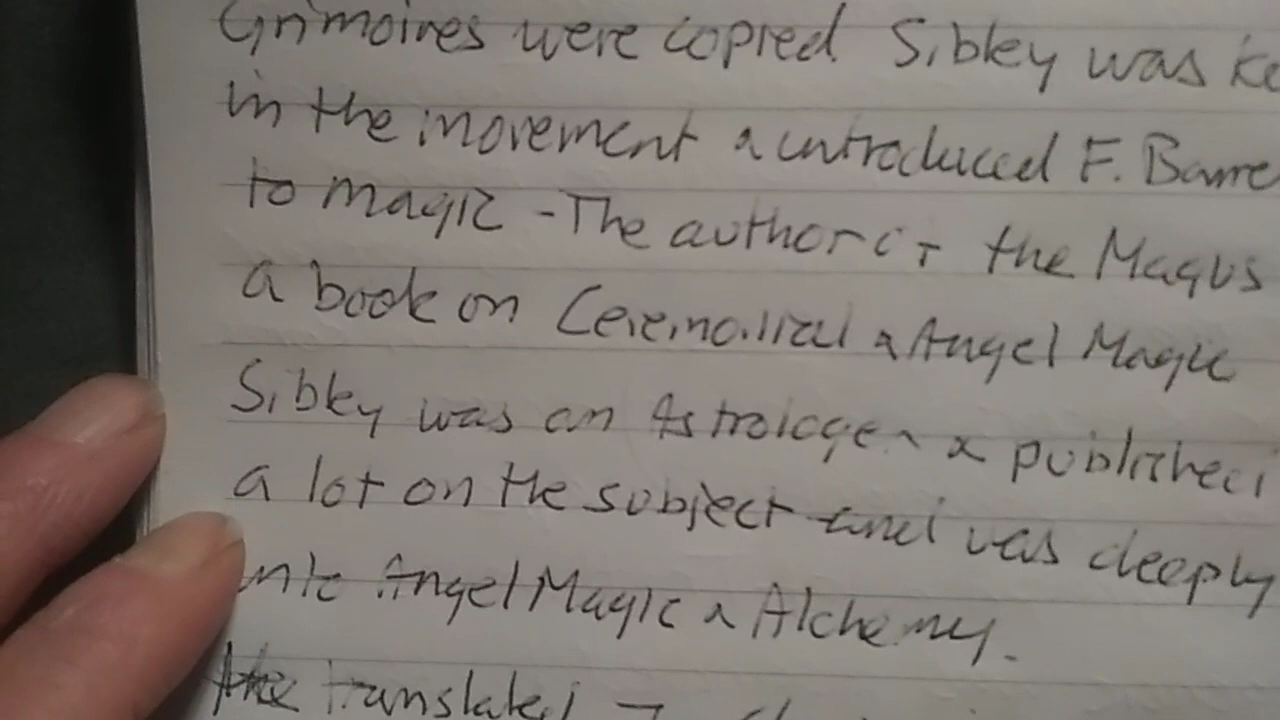 Grimoires were copied Sibley was ke
in the movement & introduced F. Barre
to magic - The author of the Magus
a book on Ceremonial & Angel Magic
Sibley was an Astrologer & published
a lot on the subject and was deeply
into Angel Magic & Alchemy.
translated